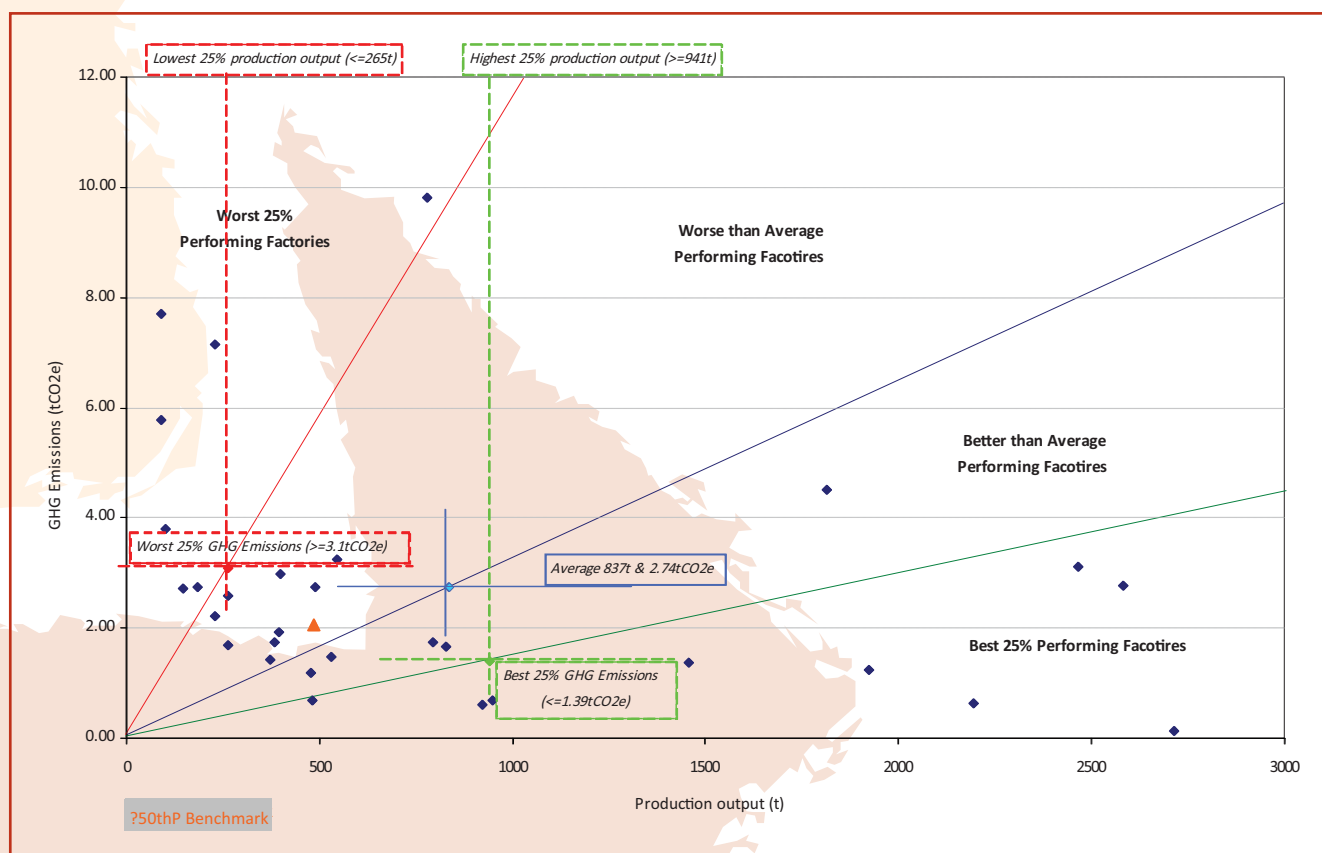 Lowest 25% production output (<=265t)
Highest 25% production output (>=941t)
12.00
10.00
8.00
6.00
4.00
2.00
0.00
GHG Emissions (tCO2e)
Worst 25%
Performing Factories
Worse than Average
Performing Facotires
Better than Average
Performing Facotires
Worst 25% GHG Emissions (>=3.1tCO2e)
Average 837t & 2.74tCO2e
Best 25% Performing Facotires
Best 25% GHG Emissions
(<=1.39tCO2e)
0
500
1000
1500
2000
2500
3000
Production output (t)
?50thP Benchmark